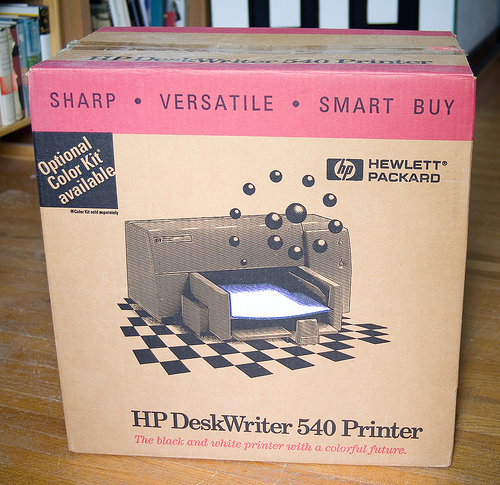 HP DeskWriter 540 Printer
SHARP • VERSATILE • SMART BUY
Optional
Color Kit*
available
*Color Kit sold separately
hp HEWLETT®
PACKARD
HP DeskWriter 540 Printer
The black and white printer with a colorful future.